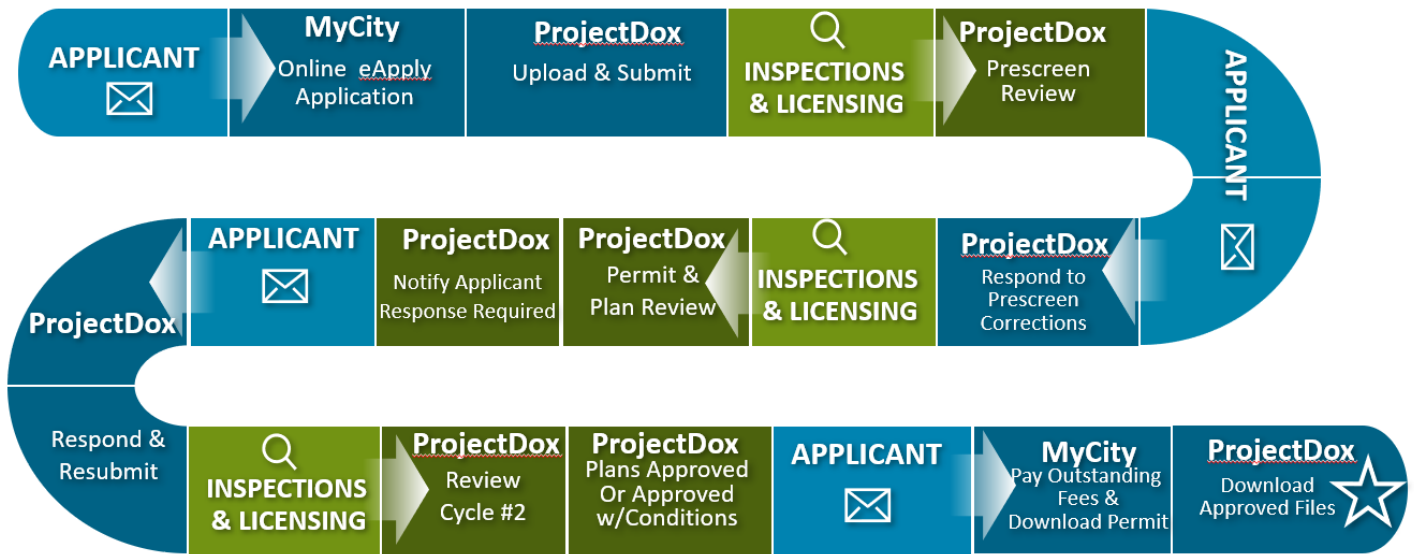 APPLICANT
MyCity
Online eApply
Application
ProjectDox
Upload & Submit
INSPECTIONS
& LICENSING
ProjectDox
Prescreen
Review
APPLICANT
ProjectDox
Respond to
Prescreen
Corrections
INSPECTIONS
& LICENSING
ProjectDox
Permit &
Plan Review
ProjectDox
Notify Applicant
Response Required
APPLICANT
ProjectDox
Respond &
Resubmit
INSPECTIONS
& LICENSING
ProjectDox
Review
Cycle #2
ProjectDox
Plans Approved
Or Approved
w/Conditions
APPLICANT
MyCity
Pay Outstanding
Fees &
Download Permit
ProjectDox
Download
Approved Files